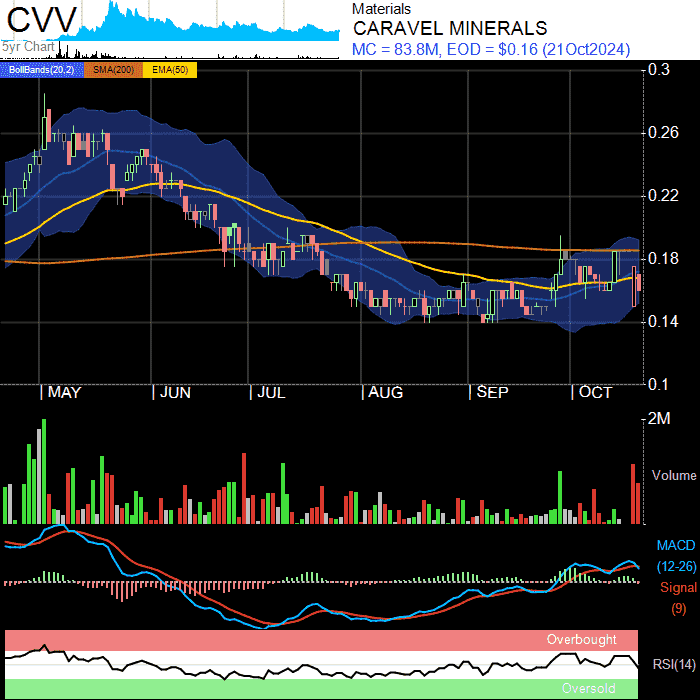 CVV
5yr Chart
Materials
CARAVEL MINERALS
MC = 83.8M, EOD = $0.16 (21Oct2024)
BollBands(20,2) SMA(200) EMA(50)
0.3
0.26
0.22
0.18
0.14
0.1
MAY JUN JUL AUG SEP OCT
2M
Volume
MACD
(12-26)
Signal
(9)
Overbought
RSI(14)
Oversold